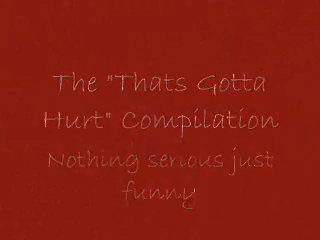 The "Thats Gotta
Hurt" Compilation
Nothing serious just
funny